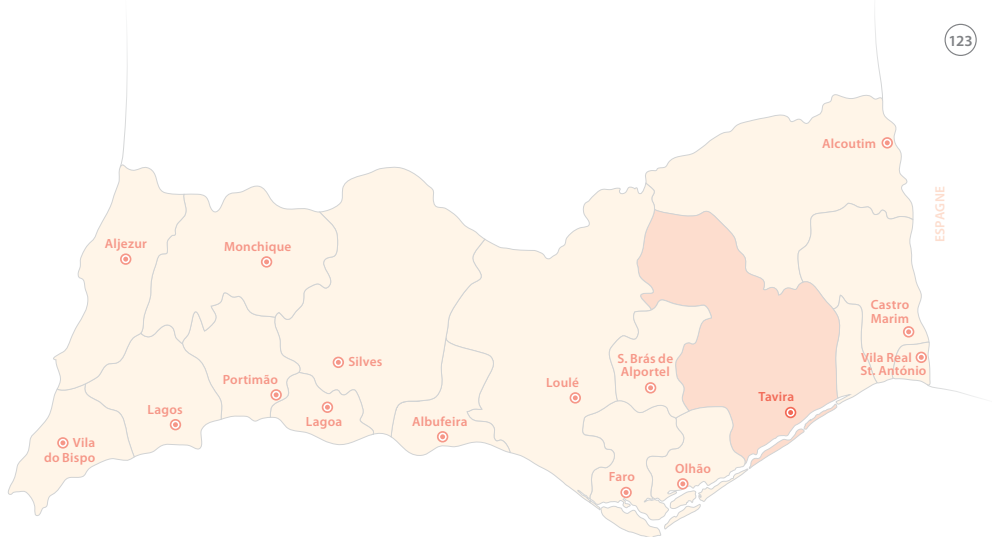 123
Alcoutim
ESPAGNE
Aljezur
Monchique
Castro
Marim
Silves
S. Brás de
Alportel
Vila Real
St. António
Portimão
Loulé
Tavira
Lagos
Lagoa
Albufeira
Vila
do Bispo
Faro
Olhão